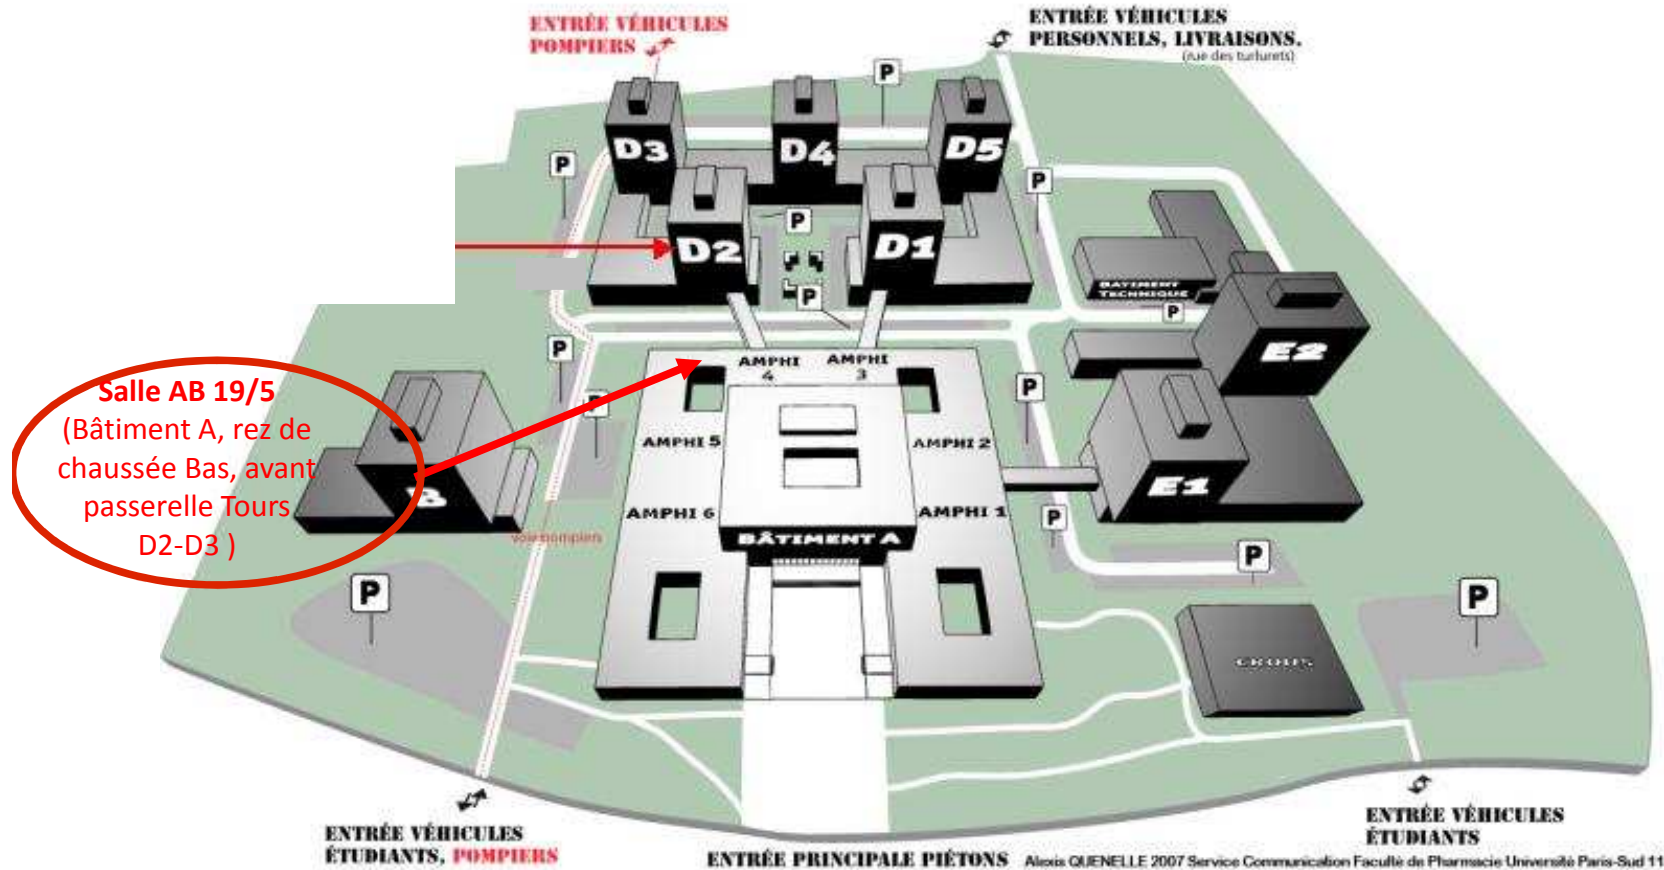 ENTRÉE VÉHICULES
POMPIERS
ENTRÉE VÉHICULES
PERSONNELS, LIVRAISONS.
(rue des turlurets)
P
D3
D4
D5
P
P
D2
P
D1
BATIMENT
TECHNIQUE
P
P
E2
P
AMPHI
4
AMPHI
3
Salle AB 19/5
(Bâtiment A, rez de
chaussée Bas, avant
passerelle Tours
D2-D3 )
P
P
AMPHI 5
AMPHI 2
B
E1
AMPHI 6
AMPHI 1
P
voie pompiers
BÂTIMENT A
P
P
P
CROUS
ENTRÉE VÉHICULES
ÉTUDIANTS, POMPIERS
ENTRÉE VÉHICULES
ÉTUDIANTS
ENTRÉE PRINCIPALE PIÉTONS
Alexis QUENELLE 2007 Service Communication Faculté de Pharmacie Université Paris-Sud 11